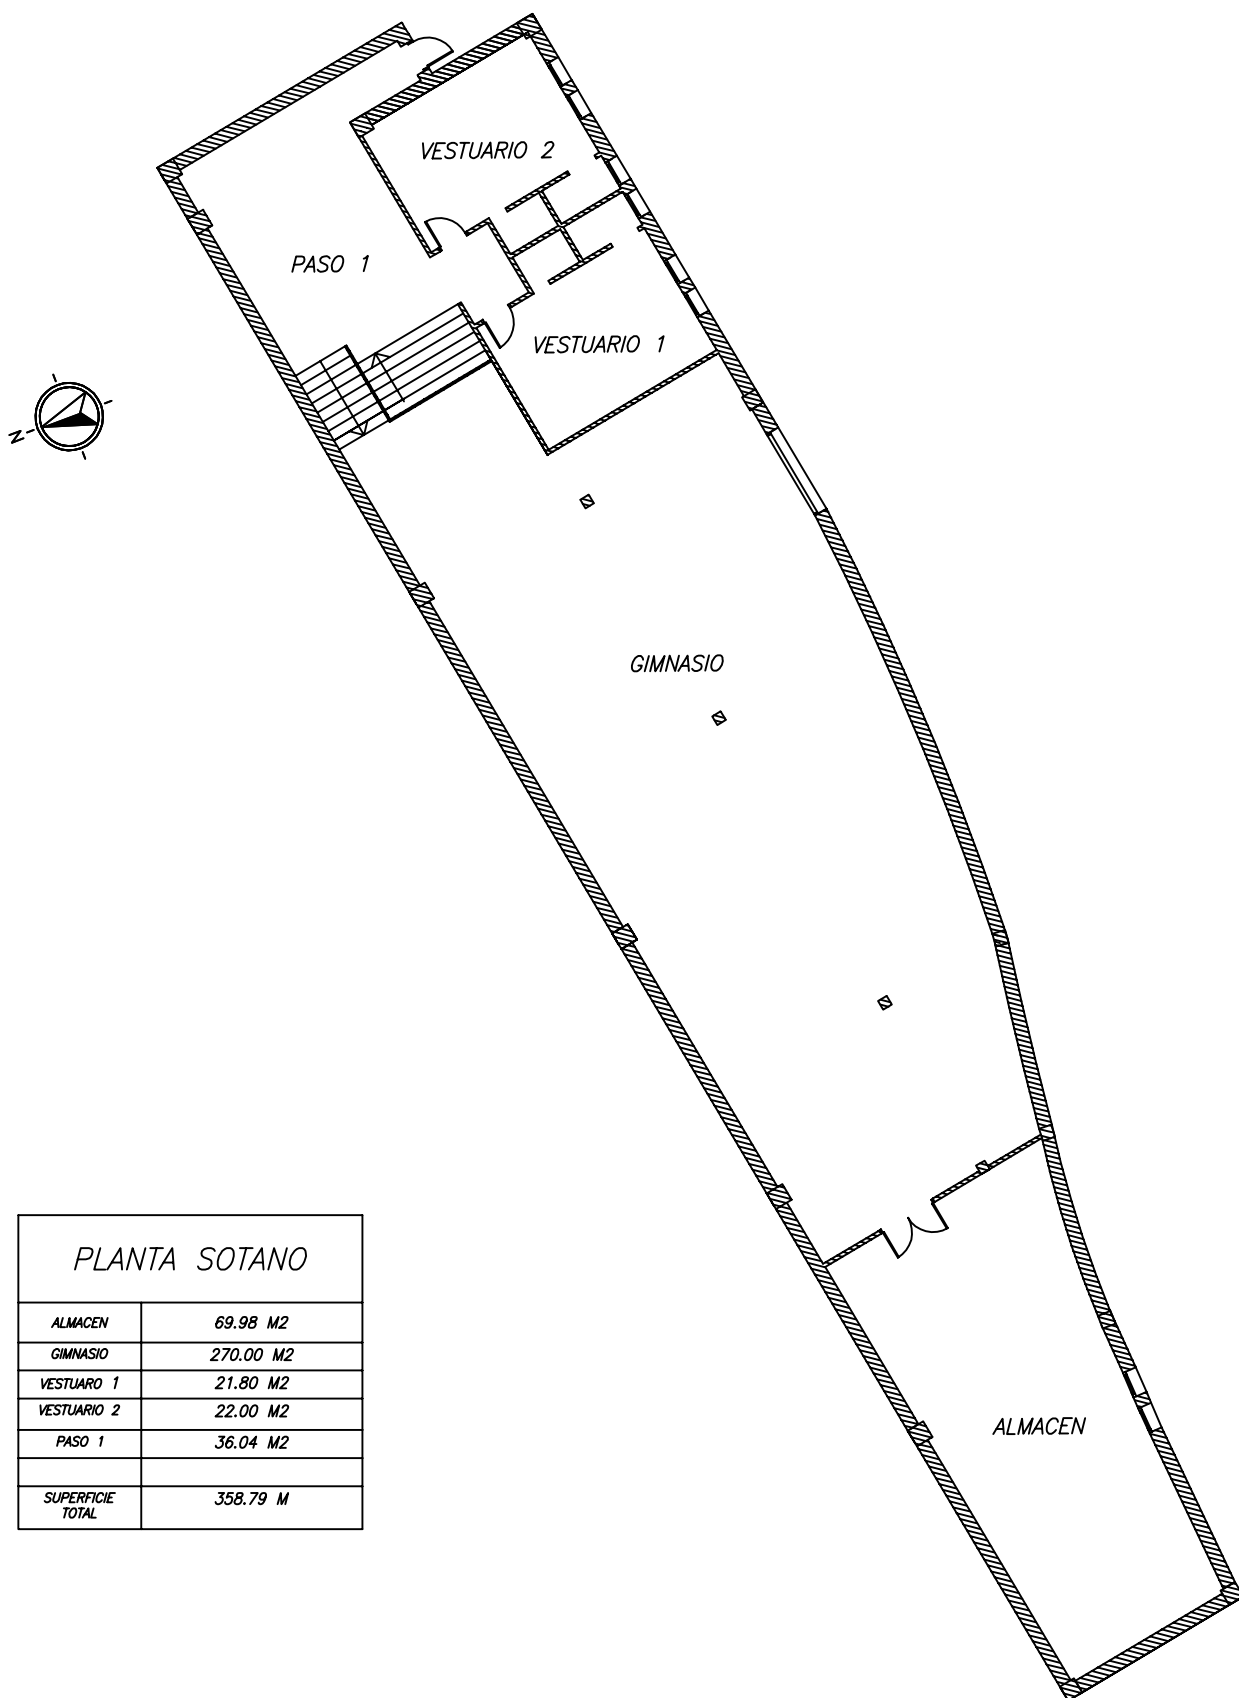 VESTUARIO 2
PASO 1
VESTUARIO 1
N
GIMNASIO
ALMACEN
PLANTA SOTANO
ALMACEN 69.98 M2
GIMNASIO 270.00 M2
VESTUARO 1 21.80 M2
VESTUARIO 2 22.00 M2
PASO 1 36.04 M2
SUPERFICIE 358.79 M
TOTAL